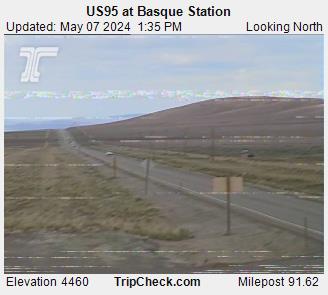 US95 at Basque Station
Updated: May 07 2024 1:35 PM Looking North
Elevation 4460 TripCheck.com Milepost 91.62